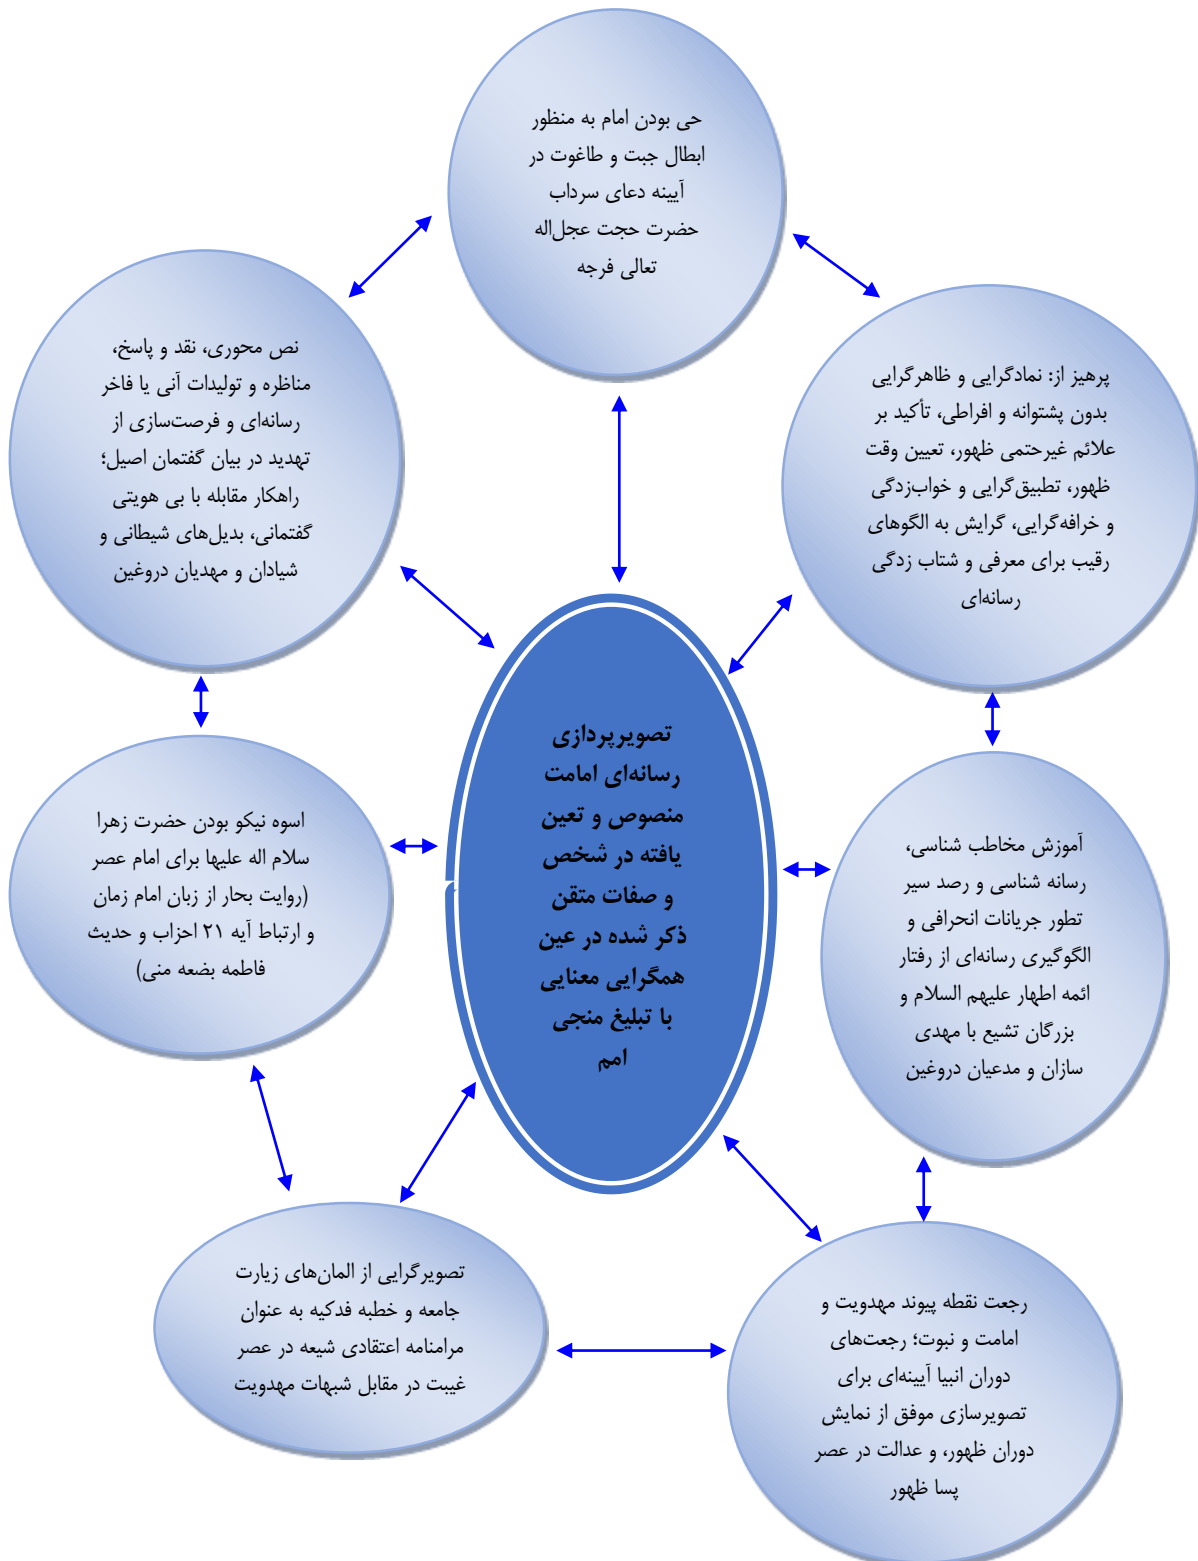 حی بودن امام به منظور
ابطال جبت و طاغوت در
آیینه دعای سرداب
حضرت حجت عجل‌اله
تعالی فرجه
پرهیز از: نمادگرایی و ظاهرگرایی
بدون پشتوانه و افراطی، تأکید بر
علائم غیرحتمی ظهور، تعیین وقت
ظهور، تطبیق‌گرایی و خواب‌زدگی
و خرافه‌گرایی، گرایش به الگوهای
رقیب برای معرفی و شتاب زدگی
رسانه‌ای
نص محوری، نقد و پاسخ،
مناظره و تولیدات آنی یا فاخر
رسانه‌ای و فرصت‌سازی از
تهدید در بیان گفتمان اصیل؛
راهکار مقابله با بی هویتی
گفتمانی، بدیل‌های شیطانی و
شیادان و مهدیان دروغین
تصویرپردازی
رسانه‌ای امامت
منصوص و تعین
یافته در شخص
و صفات متقن
ذکر شده در عین
همگرایی معنایی
با تبلیغ منجی
امم
آموزش مخاطب شناسی،
رسانه شناسی و رصد سیر
تطور جریانات انحرافی و
الگوگیری رسانه‌ای از رفتار
ائمه اطهار علیهم السلام و
بزرگان تشیع با مهدی
سازان و مدعیان دروغین
اسوه نیکو بودن حضرت زهرا
سلام اله علیها برای امام عصر
(روایت بحار از زبان امام زمان
و ارتباط آیه ۲۱ احزاب و حدیث
فاطمه بضعه منی)
رجعت نقطه پیوند مهدویت و
امامت و نبوت؛ رجعت‌های
دوران انبیا آیینه‌ای برای
تصویرسازی موفق از نمایش
دوران ظهور، و عدالت در عصر
پسا ظهور
تصویرگرایی از المان‌های زیارت
جامعه و خطبه فدکیه به عنوان
مرامنامه اعتقادی شیعه در عصر
غیبت در مقابل شبهات مهدویت